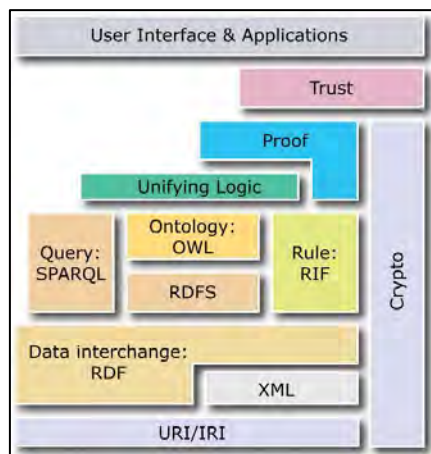 User Interface & Applications
Trust
Proof
Unifying Logic
Ontology:
OWL
Query:
SPARQL
Rule:
RIF
RDFS
Crypto
Data interchange:
RDF
XML
URI/IRI